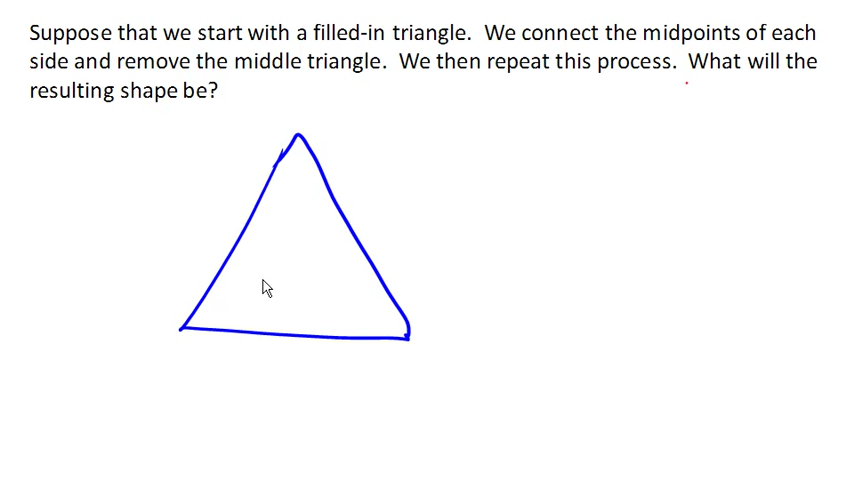 Suppose that we start with a filled-in triangle.  We connect the midpoints of each
side and remove the middle triangle.  We then repeat this process.  What will the
resulting shape be?